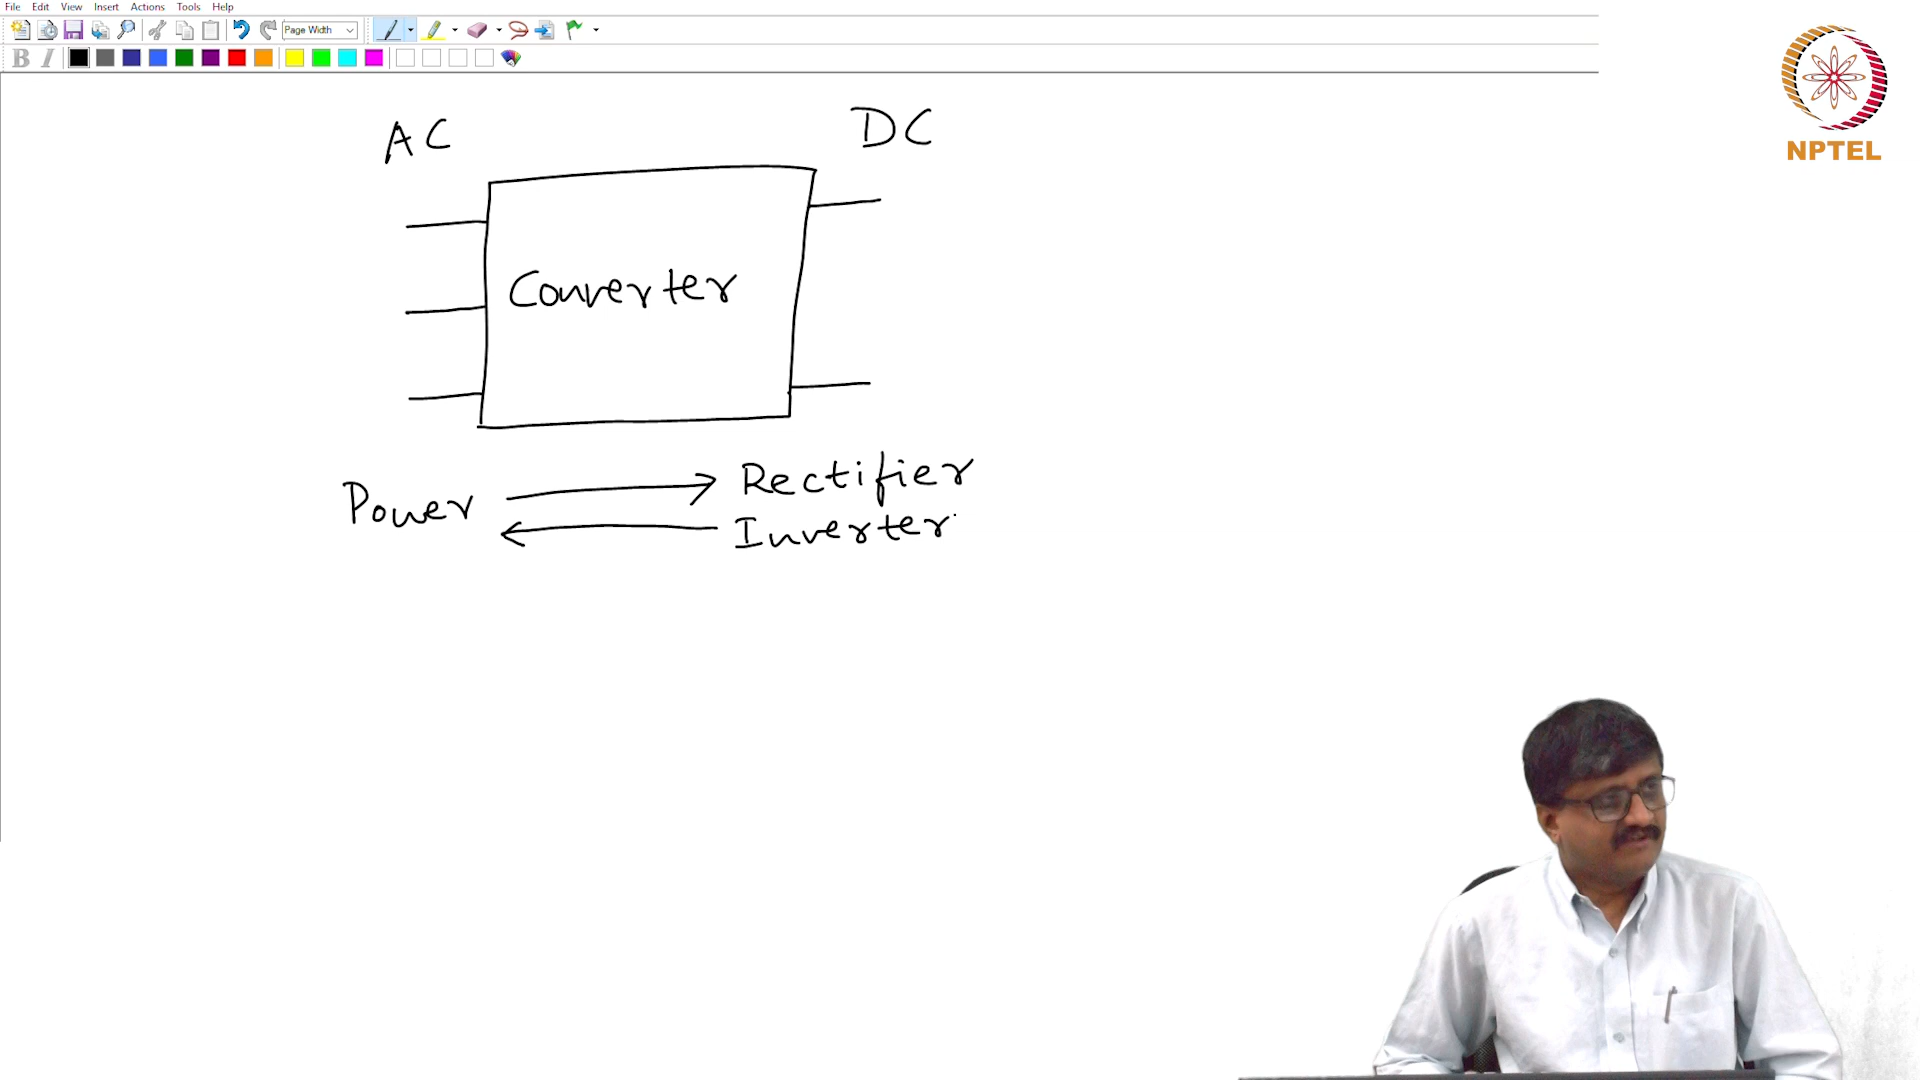 File Edit View Insert Actions Tools Help
Page Width
B I
NPTEL
AC DC
Converter
Power Rectifier
Inverter